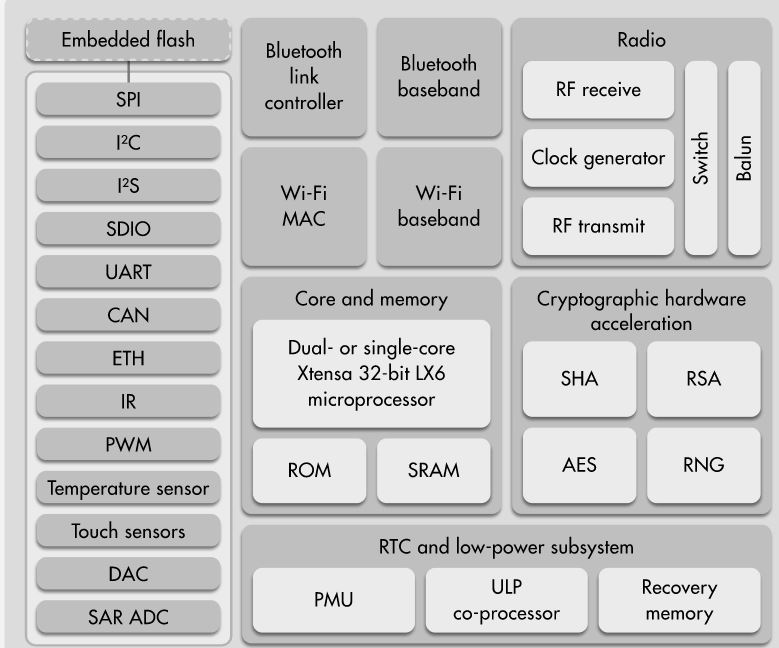 Embedded flash
SPI
I²C
I²S
SDIO
UART
CAN
ETH
IR
PWM
Temperature sensor
Touch sensors
DAC
SAR ADC
Bluetooth
link
controller
Bluetooth
baseband
Wi-Fi
MAC
Wi-Fi
baseband
Radio
RF receive
Clock generator
RF transmit
Switch
Balun
Core and memory
Dual- or single-core
Xtensa 32-bit LX6
microprocessor
ROM
SRAM
Cryptographic hardware
acceleration
SHA
RSA
AES
RNG
RTC and low-power subsystem
PMU
ULP
co-processor
Recovery
memory